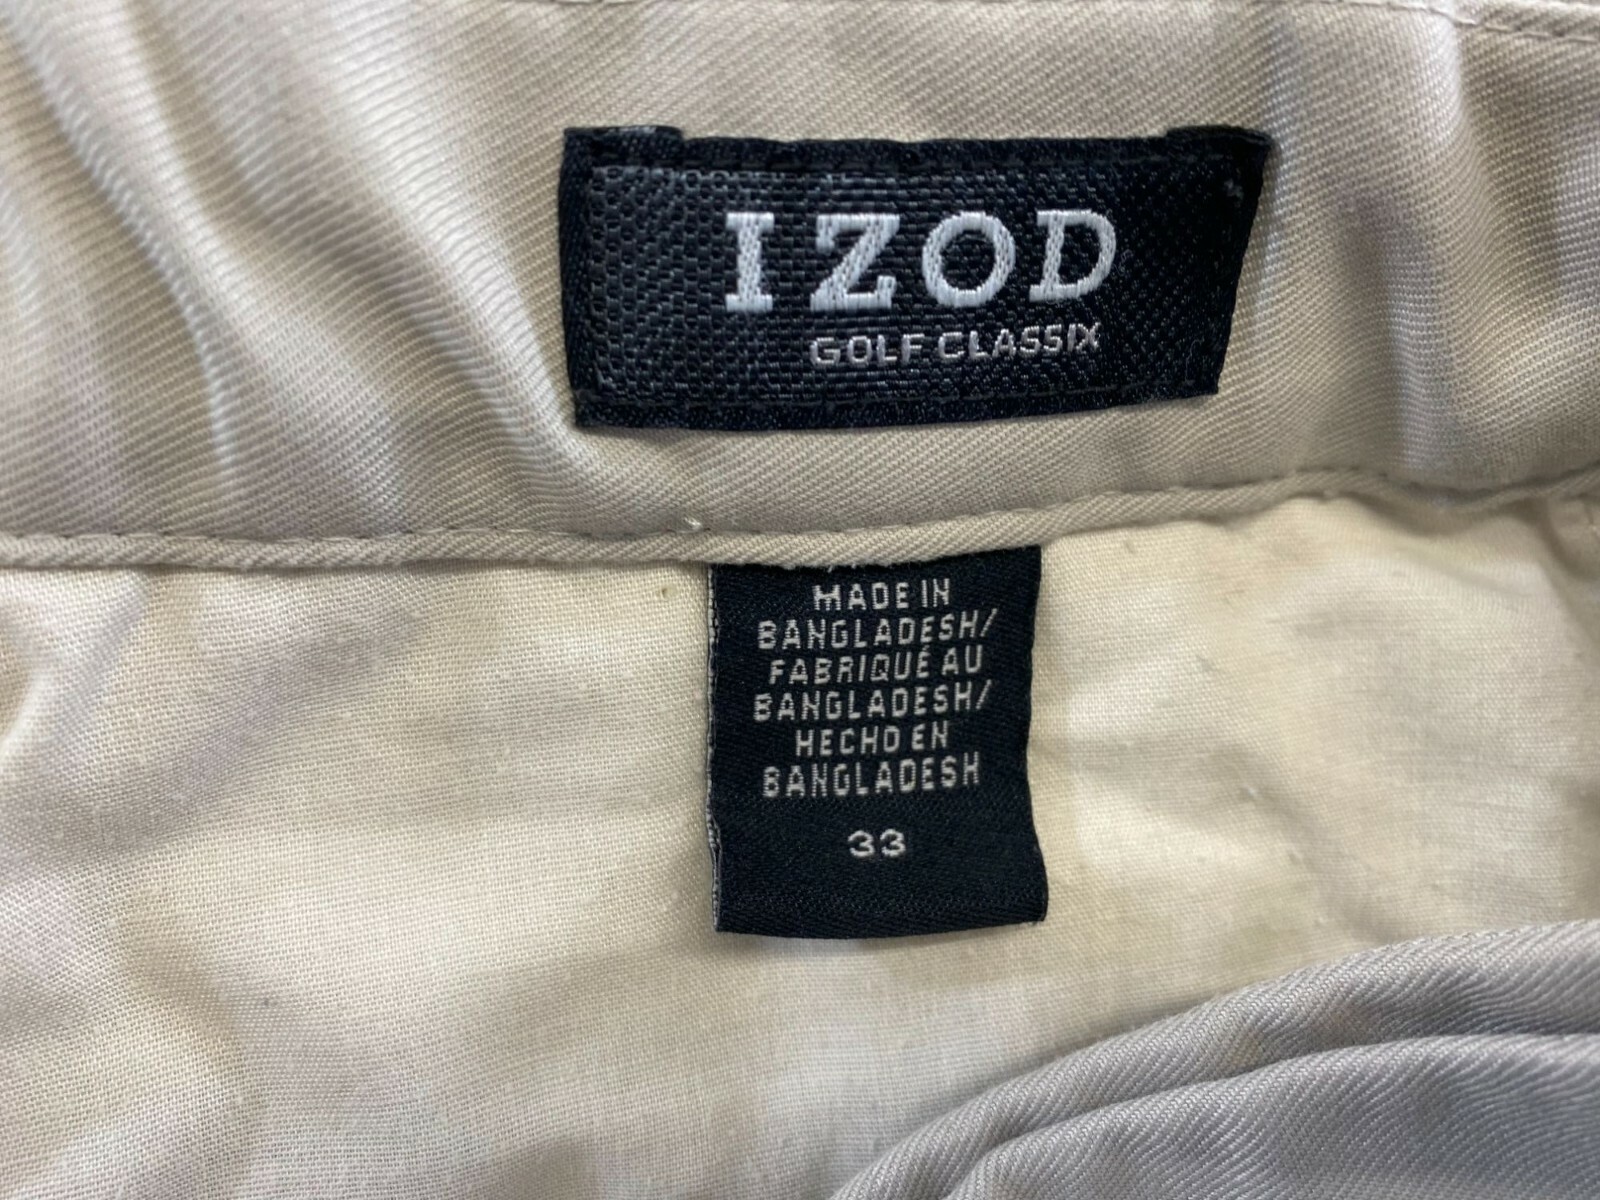 IZOD
GOLF CLASSIX
MADE IN
BANGLADESH/
FABRIQUÉ AU
BANGLADESH/
HECHO EN
BANGLADESH
33